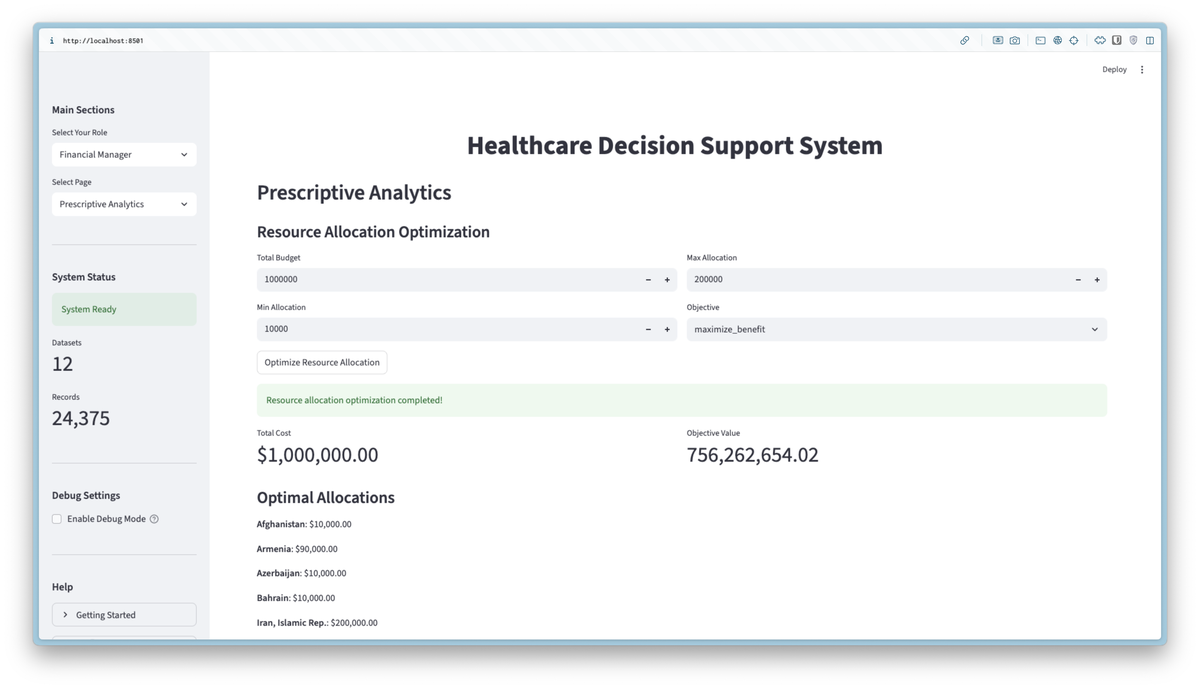 http://localhost:8501
Deploy
Main Sections
Select Your Role
Financial Manager
Select Page
Prescriptive Analytics
System Status
System Ready
Datasets
12
Records
24,375
Debug Settings
Enable Debug Mode
Help
Getting Started
Healthcare Decision Support System
Prescriptive Analytics
Resource Allocation Optimization
Total Budget
1000000
Max Allocation
200000
Min Allocation
10000
Objective
maximize_benefit
Optimize Resource Allocation
Resource allocation optimization completed!
Total Cost
$1,000,000.00
Objective Value
756,262,654.02
Optimal Allocations
Afghanistan: $10,000.00
Armenia: $90,000.00
Azerbaijan: $10,000.00
Bahrain: $10,000.00
Iran, Islamic Rep.: $200,000.00